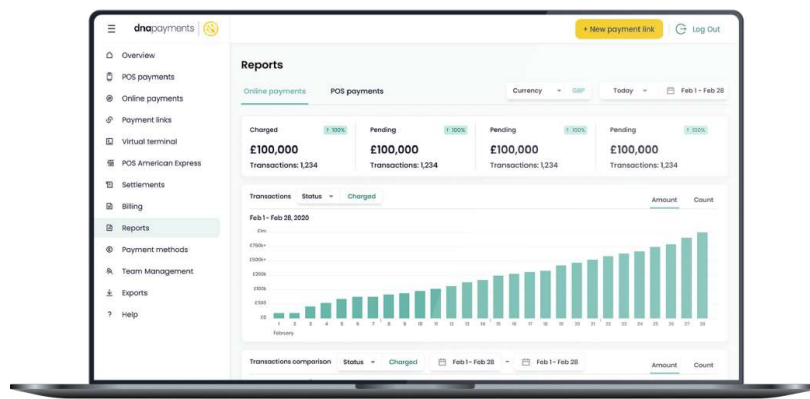 dnapayments
+ New payment link
Log Out
Overview
POS payments
Online payments
Payment links
Virtual terminal
POS American Express
Settlements
Billing
Reports
Payment methods
Team Management
Exports
Help
Reports
Online payments POS payments Currency GBP Today Feb 1 - Feb 28
Charged ↑ 100% Pending ↑ 100% Pending ↑ 100% Pending ↑ 100%
£100,000 £100,000 £100,000 £100,000
Transactions: 1,234 Transactions: 1,234 Transactions: 1,234 Transactions: 1,234
Transactions Status Charged Amount Count
Feb 1 - Feb 28, 2020
£1m
£750k+
£500k+
£250k
£100k
£0
1 2 3 4 5 6 7 8 9 10 11 12 13 14 15 16 17 18 19 20 21 22 23 24 25 26 27 28
February
Transactions comparison Status Charged Feb 1 - Feb 28 - Feb 1 - Feb 28 Amount Count